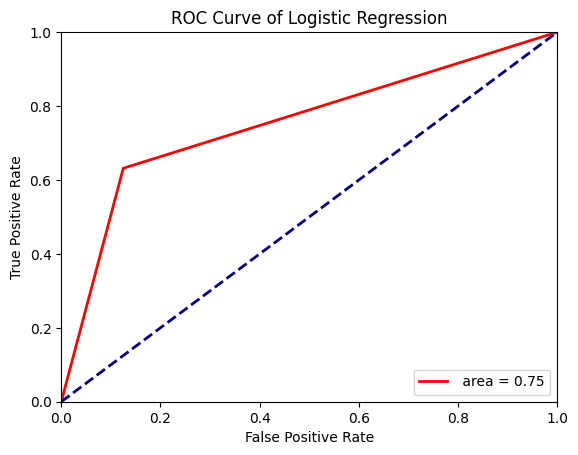 ROC Curve of Logistic Regression
1.0
0.8
0.6
0.4
0.2
0.0
True Positive Rate
area = 0.75
0.0 0.2 0.4 0.6 0.8 1.0
False Positive Rate